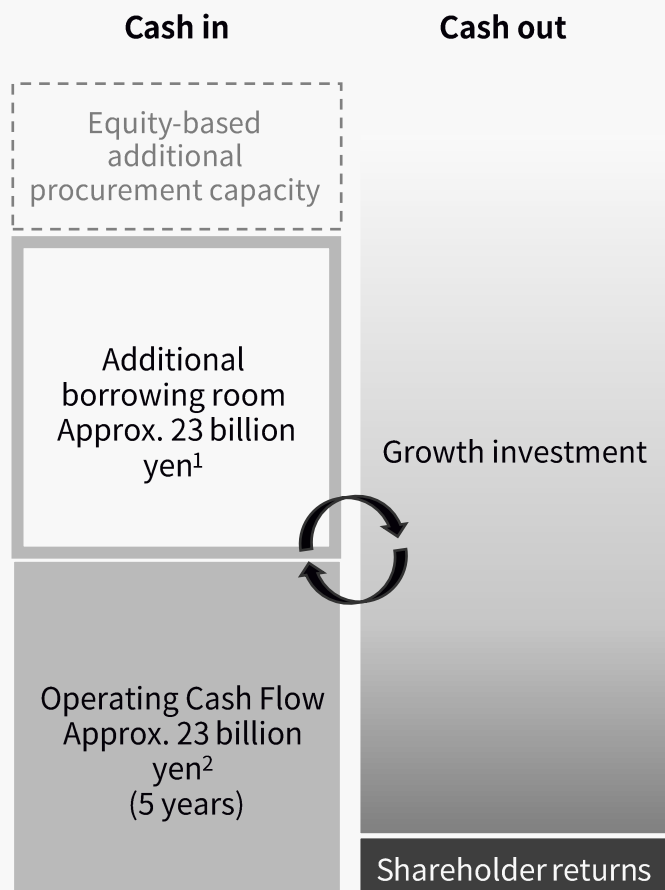 Cash in
Cash out
Equity-based
additional
procurement capacity
Additional
borrowing room
Approx. 23 billion
yen¹
Growth investment
Operating Cash Flow
Approx. 23 billion
yen²
(5 years)
Shareholder returns